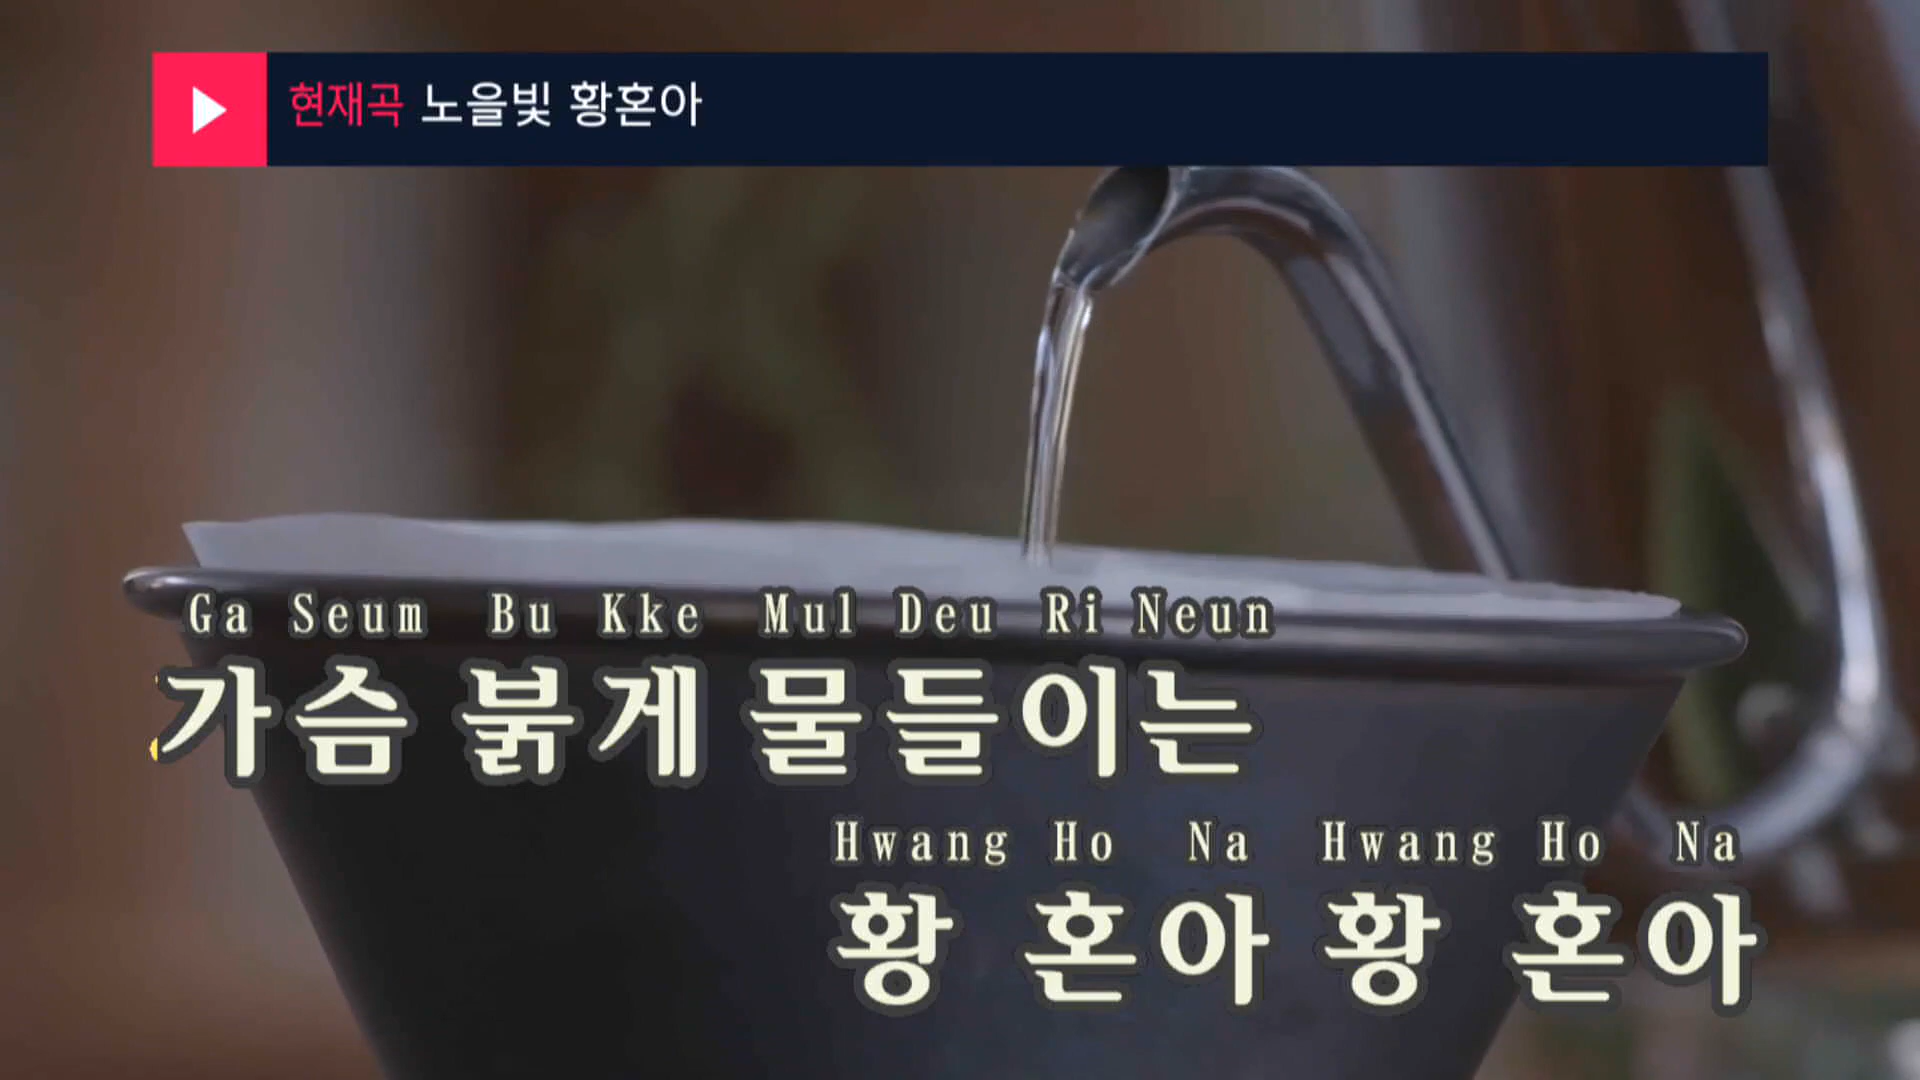 현재곡 노을빛 황혼아
Ga Seum Bu Kke Mul Deu Ri Neun
가슴 붉게 물들이는
Hwang Ho Na Hwang Ho Na
황 혼아 황 혼아